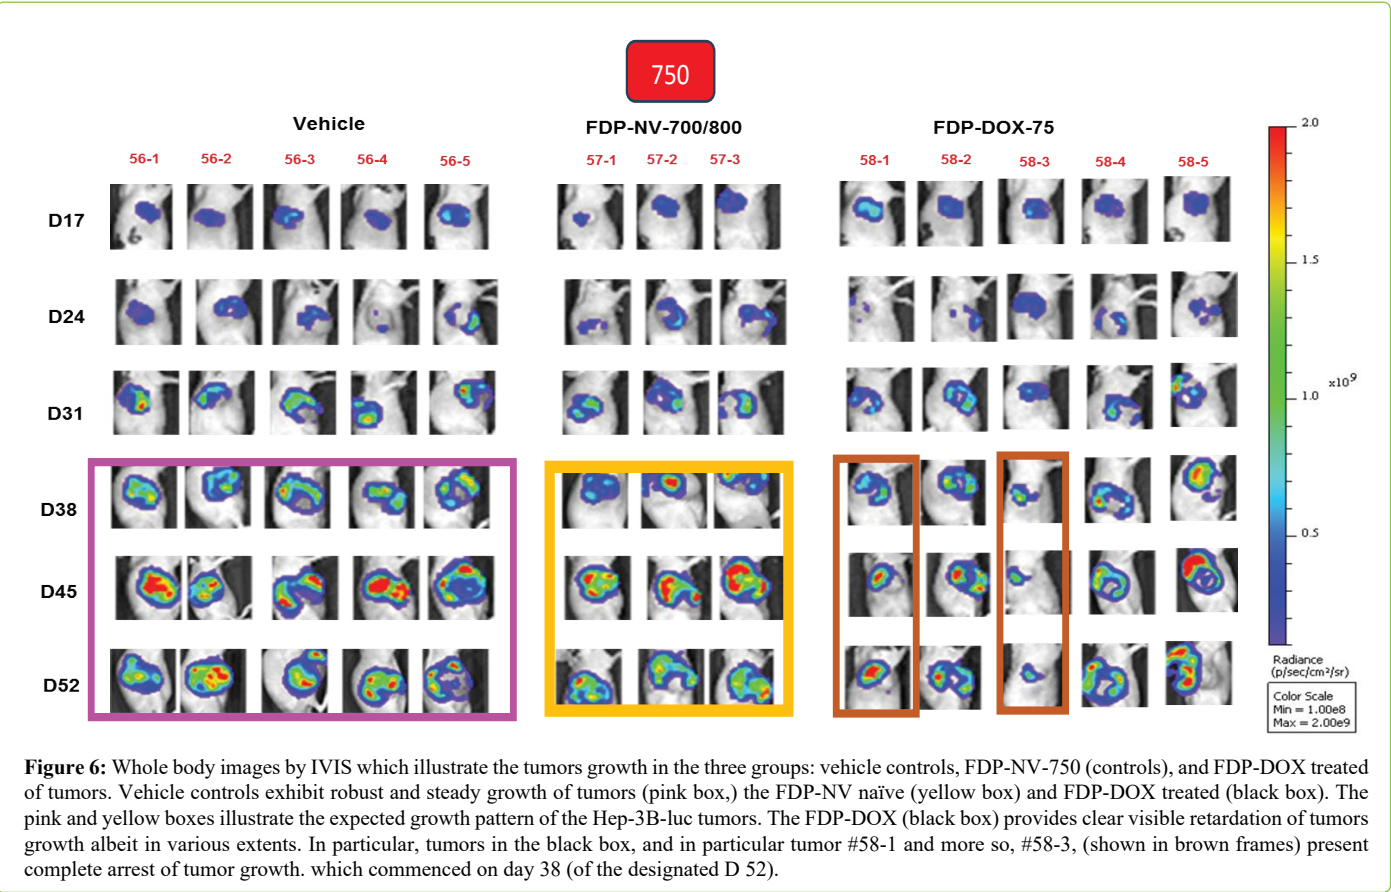 750
Vehicle
FDP-NV-700/800
FDP-DOX-75
56-1 56-2 56-3 56-4 56-5 57-1 57-2 57-3 58-1 58-2 58-3 58-4 58-5
D17
D24
D31
D38
D45
D52
2.0
1.5
x10⁹
1.0
0.5
Radiance
(p/sec/cm²/sr)
Color Scale
Min = 1.00e8
Max = 2.00e9
Figure 6: Whole body images by IVIS which illustrate the tumors growth in the three groups: vehicle controls, FDP-NV-750 (controls), and FDP-DOX treated
of tumors. Vehicle controls exhibit robust and steady growth of tumors (pink box,) the FDP-NV naïve (yellow box) and FDP-DOX treated (black box). The
pink and yellow boxes illustrate the expected growth pattern of the Hep-3B-luc tumors. The FDP-DOX (black box) provides clear visible retardation of tumors
growth albeit in various extents. In particular, tumors in the black box, and in particular tumor #58-1 and more so, #58-3, (shown in brown frames) present
complete arrest of tumor growth. which commenced on day 38 (of the designated D 52).